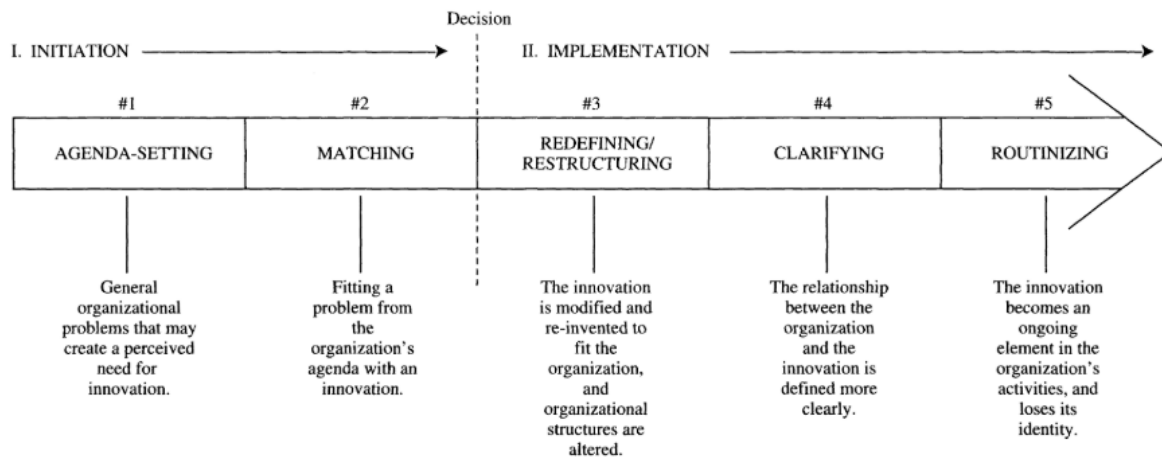 Decision
I. INITIATION
II. IMPLEMENTATION
#1
#2
#3
#4
#5
AGENDA-SETTING
MATCHING
REDEFINING/
RESTRUCTURING
CLARIFYING
ROUTINIZING
General
organizational
problems that may
create a perceived
need for
innovation.
Fitting a
problem from
the
organization's
agenda with an
innovation.
The innovation
is modified and
re-invented to
fit the
organization,
and
organizational
structures are
altered.
The relationship
between the
organization
and the
innovation is
defined more
clearly.
The innovation
becomes an
ongoing
element in the
organization's
activities, and
loses its
identity.